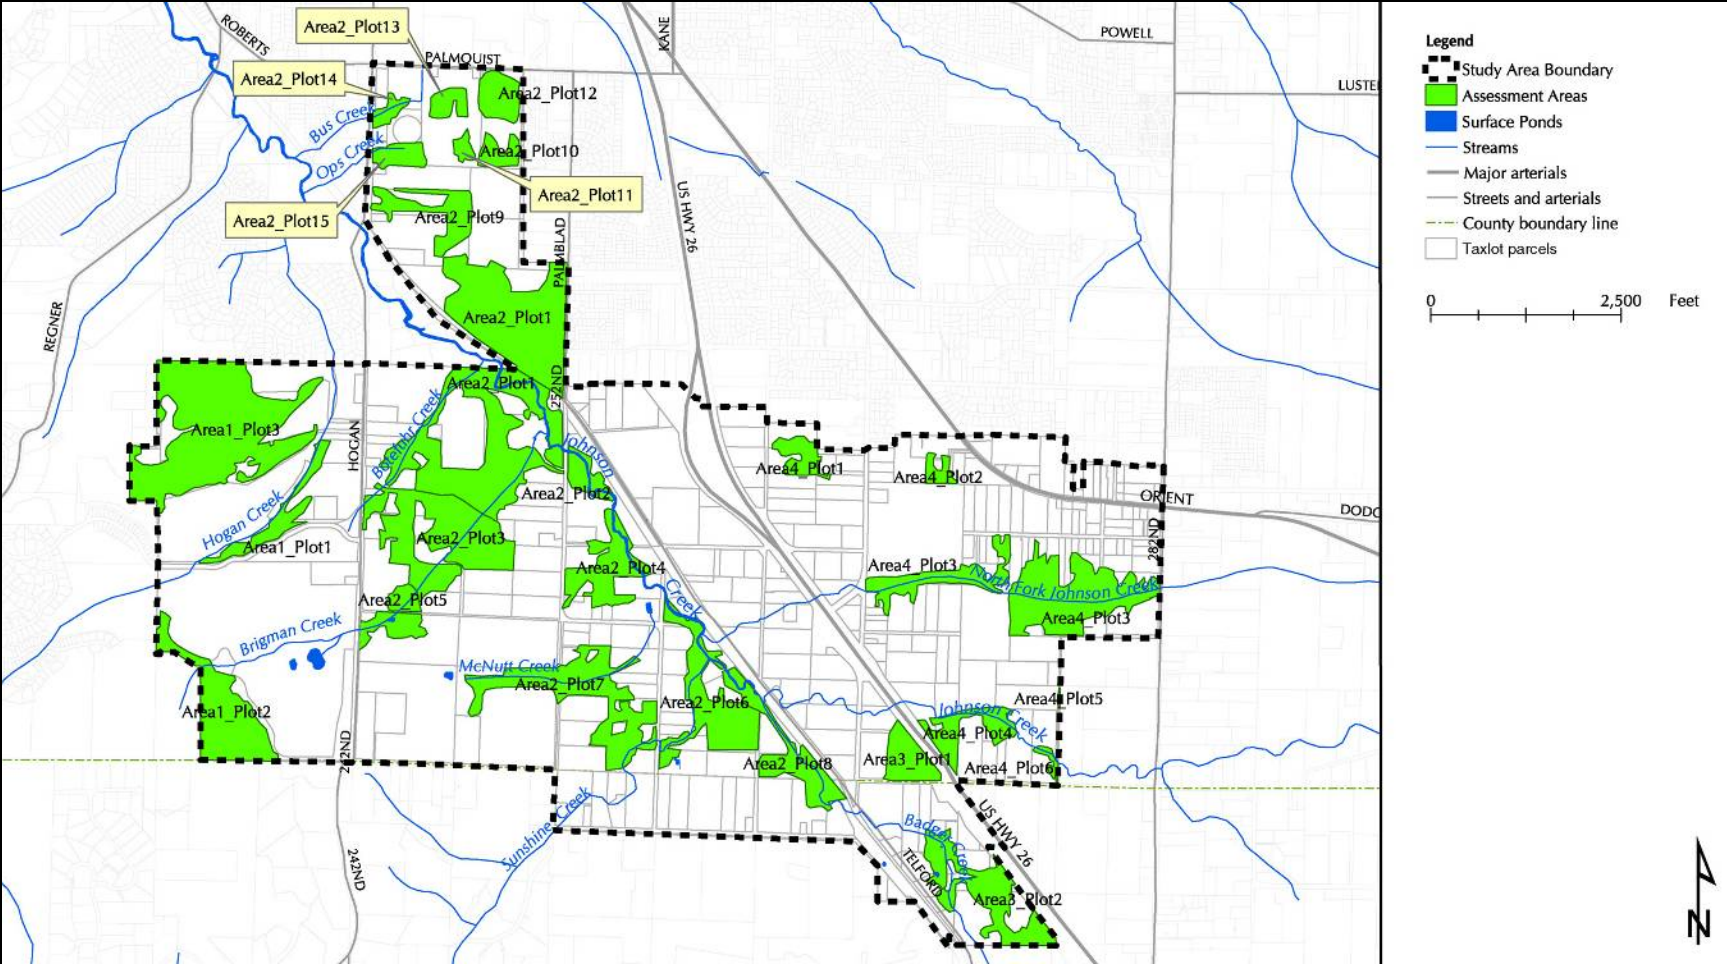 Area2_Plot13
ROBERTS
KANE
POWELL
PALMQUIST
Area2_Plot14
Area2_Plot12
LUSTE
Bus Creek
Ops Creek
Area2_Plot10
Area2_Plot11
Area2_Plot15
Area2_Plot9
US HWY 26
PALMBLAD
REGNER
Area2_Plot1
Area2_Plot1
252ND
Area1_Plot3
HOGAN
Botefuhr Creek
Johnson
Creek
Area4_Plot1
Area4_Plot2
Area2_Plot2
ORIENT
DODG
Hogan Creek
Area1_Plot1
Area2_Plot3
282ND
Area2_Plot4
Area4_Plot3
North Fork Johnson Creek
Area2_Plot5
Area4_Plot3
Brigman Creek
McNutt Creek
Area2_Plot7
Area2_Plot6
Area4_Plot5
Area1_Plot2
Johnson Creek
Area4_Plot4
242ND
Area2_Plot8
Area3_Plot1
Area4_Plot6
Sunshine Creek
Badger Creek
US HWY 26
242ND
TELFORD
Area3_Plot2
Legend
Study Area Boundary
Assessment Areas
Surface Ponds
Streams
Major arterials
Streets and arterials
County boundary line
Taxlot parcels
0 2,500 Feet
N